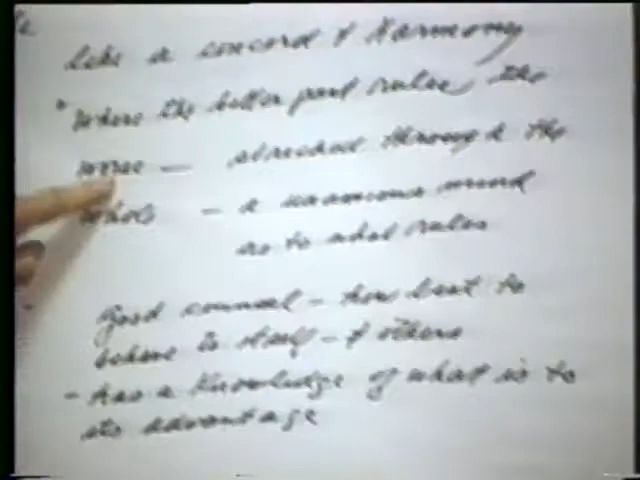 like a concord & Harmony
"Where the better part rules the
worse — stretched through the
whole — a unanimous mind
as to what rules
Good counsel — how best to
behave to itself — & others
- has a knowledge of what is to
its advantage